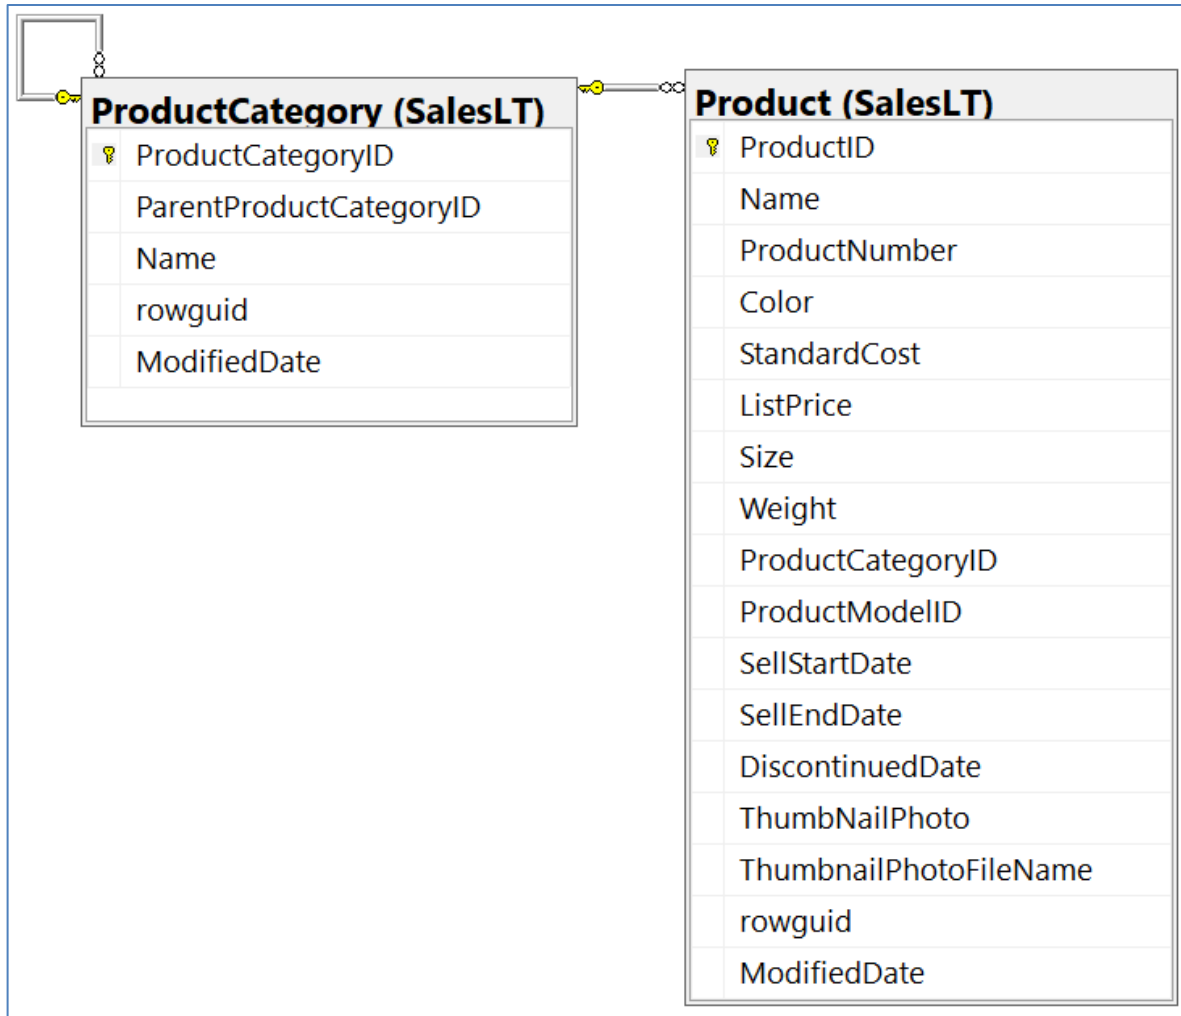 ProductCategory (SalesLT)
ProductCategoryID
ParentProductCategoryID
Name
rowguid
ModifiedDate
Product (SalesLT)
ProductID
Name
ProductNumber
Color
StandardCost
ListPrice
Size
Weight
ProductCategoryID
ProductModelID
SellStartDate
SellEndDate
DiscontinuedDate
ThumbNailPhoto
ThumbnailPhotoFileName
rowguid
ModifiedDate